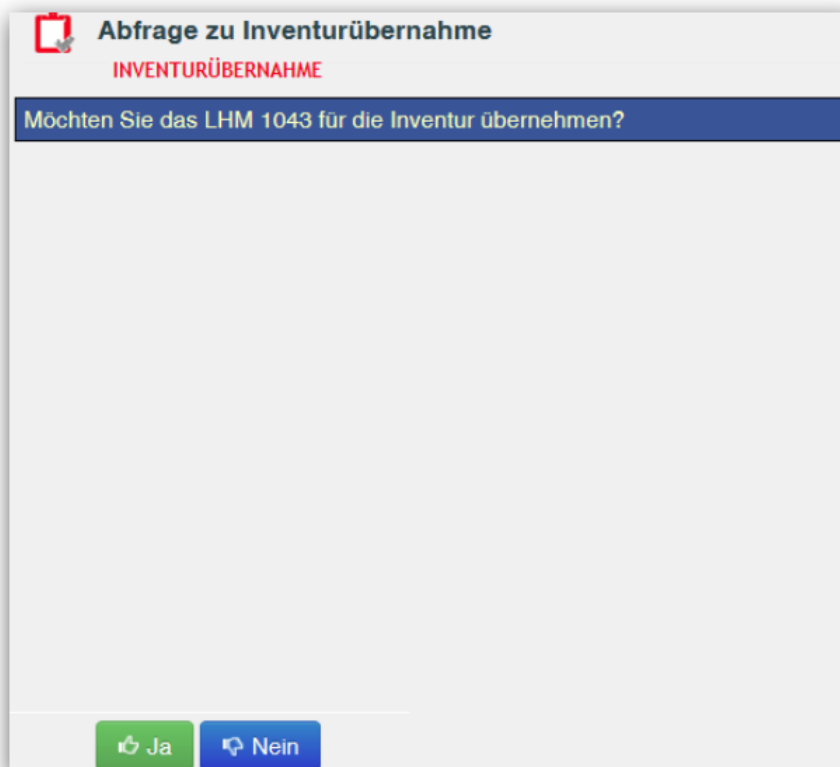 Abfrage zu Inventurübernahme
INVENTURÜBERNAHME
Möchten Sie das LHM 1043 für die Inventur übernehmen?
Ja Nein